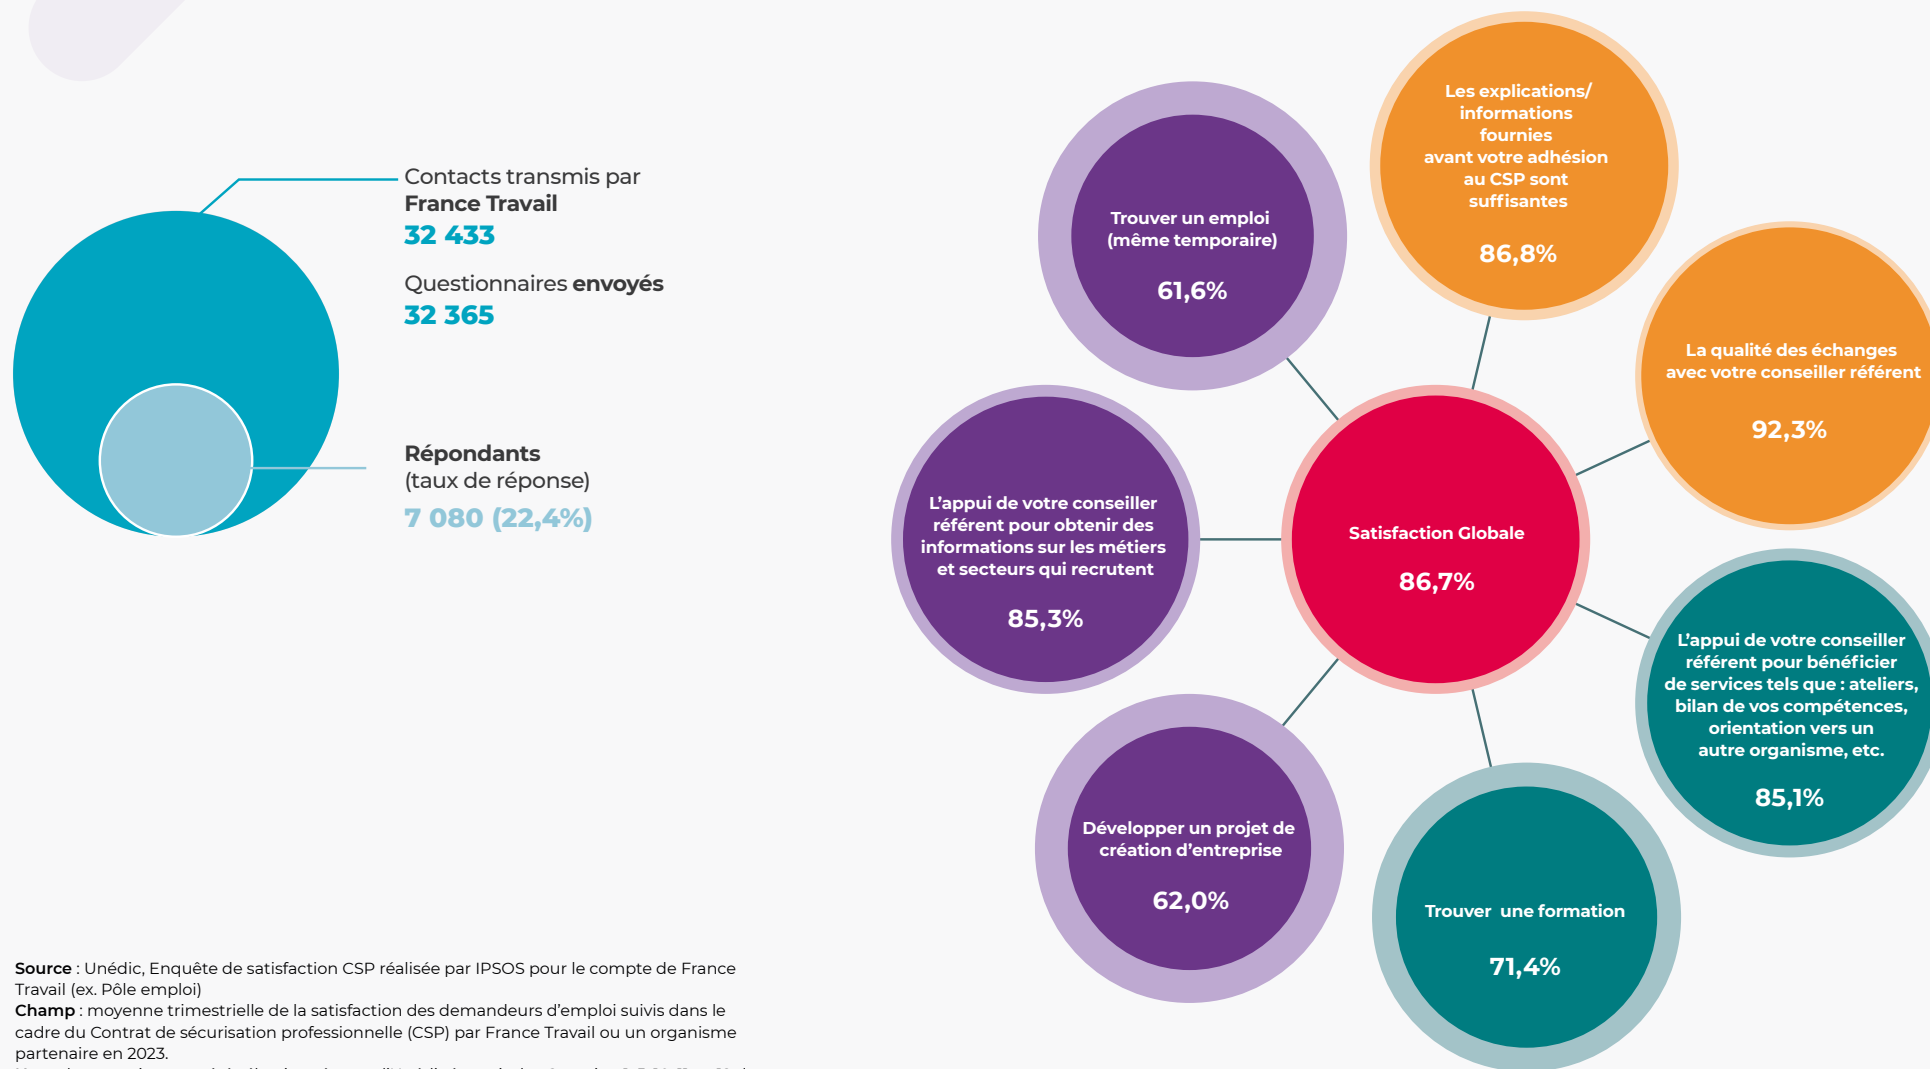 Contacts transmis par
France Travail
32 433
Questionnaires envoyés
32 365
Répondants
(taux de réponse)
7 080 (22,4%)
Les explications/
informations
fournies
avant votre adhésion
au CSP sont
suffisantes
86,8%
Trouver un emploi
(même temporaire)
61,6%
La qualité des échanges
avec votre conseiller référent
92,3%
L'appui de votre conseiller
référent pour obtenir des
informations sur les métiers
et secteurs qui recrutent
85,3%
Satisfaction Globale
86,7%
L'appui de votre conseiller
référent pour bénéficier
de services tels que : ateliers,
bilan de vos compétences,
orientation vers un
autre organisme, etc.
85,1%
Développer un projet de
création d'entreprise
62,0%
Trouver une formation
71,4%
Source : Unédic, Enquête de satisfaction CSP réalisée par IPSOS pour le compte de France
Travail (ex. Pôle emploi)
Champ : moyenne trimestrielle de la satisfaction des demandeurs d'emploi suivis dans le
cadre du Contrat de sécurisation professionnelle (CSP) par France Travail ou un organisme
partenaire en 2023.